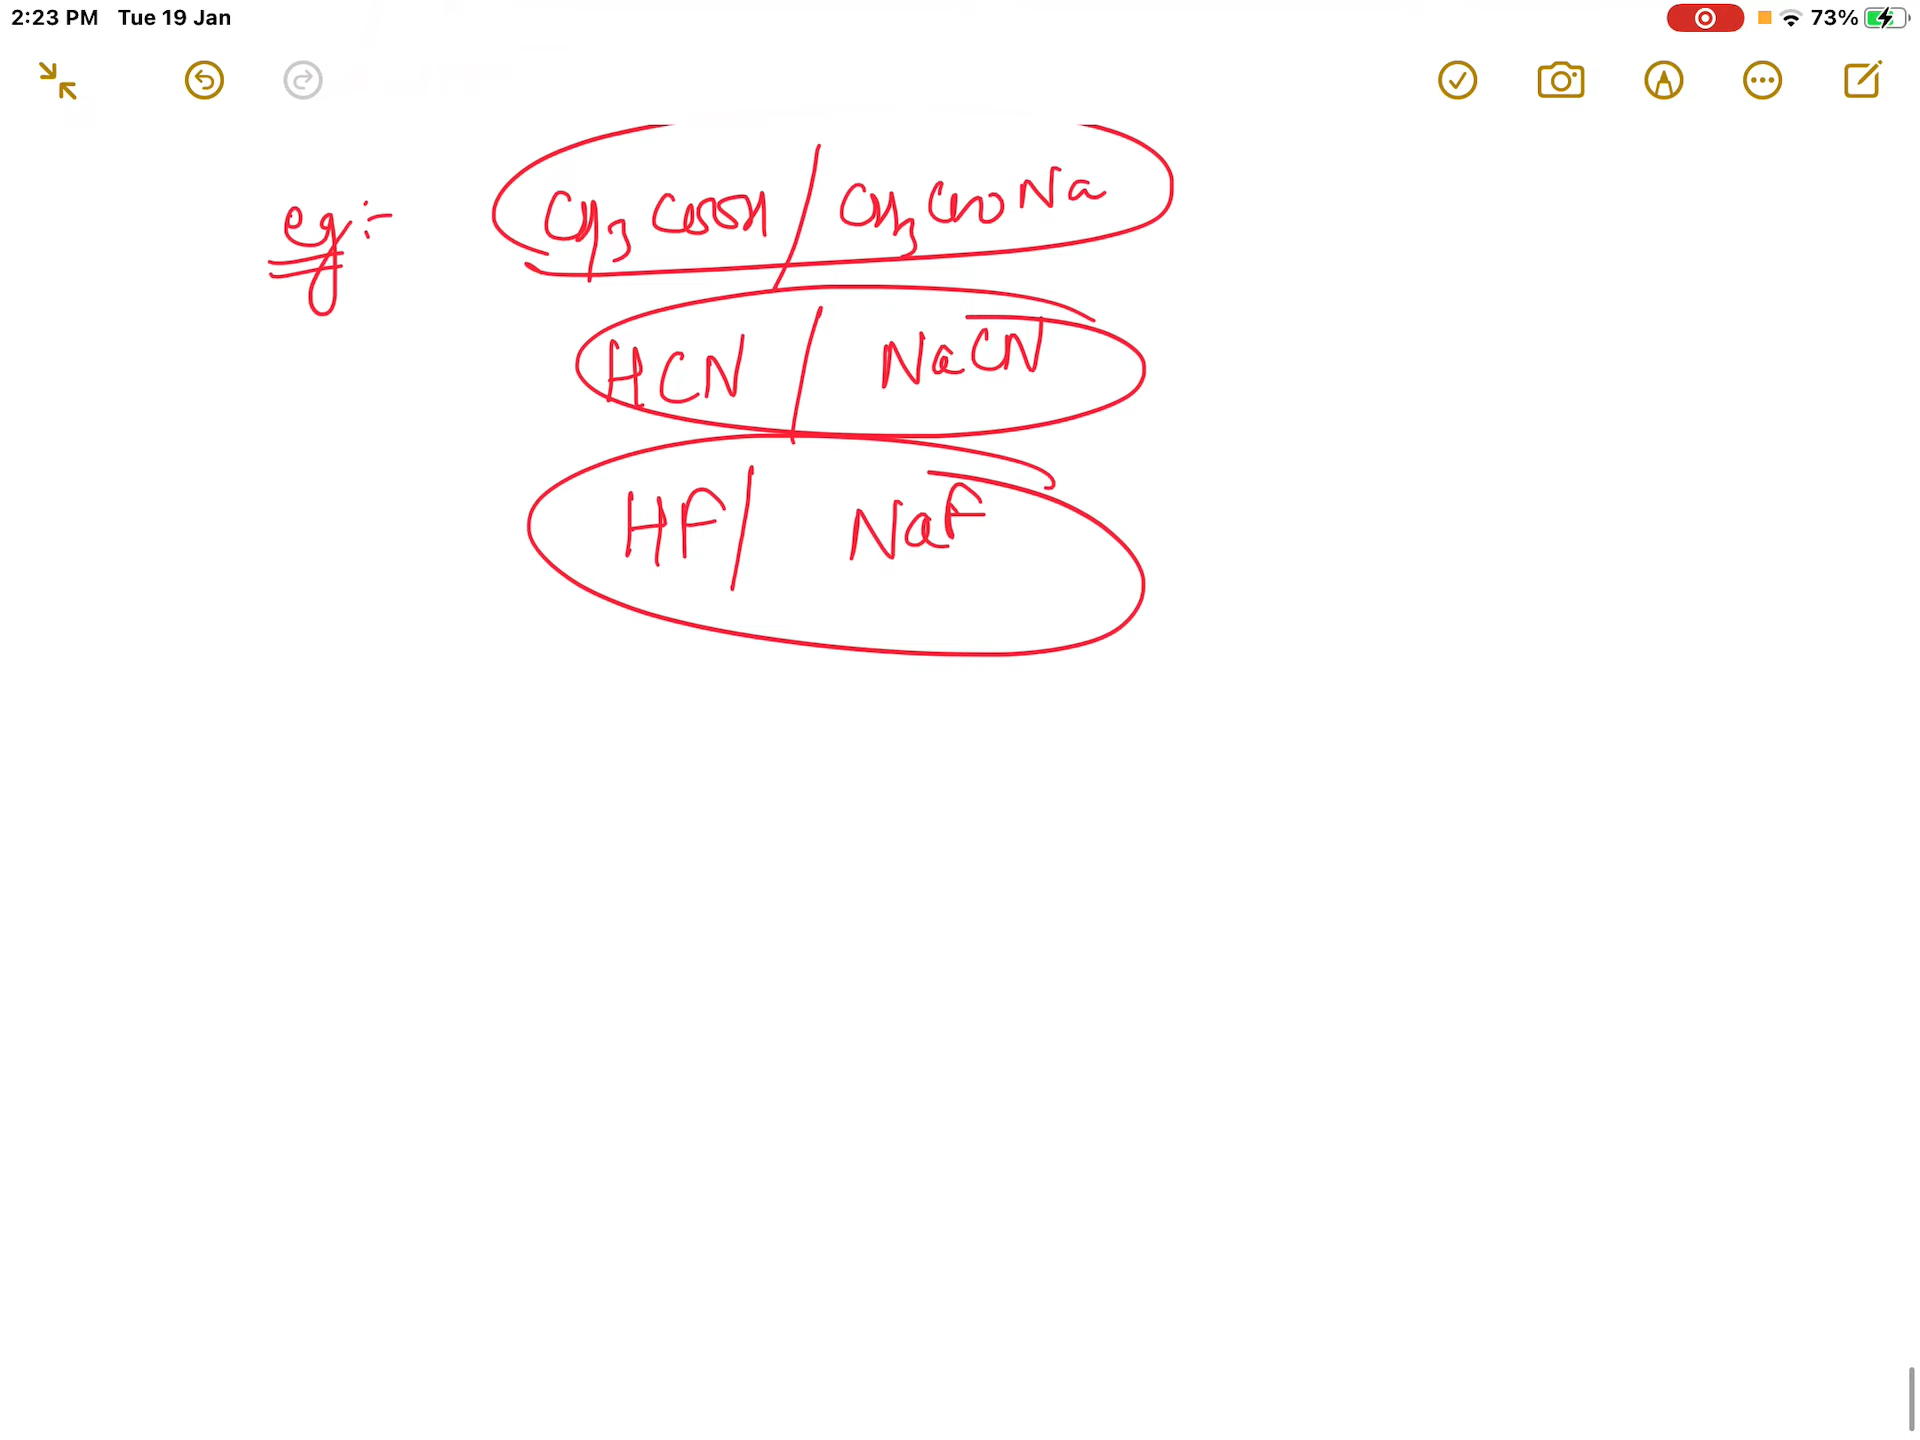 2:23 PM Tue 19 Jan 73%
eg:- CH3COOH / CH3COONa
HCN / NaCN
HF / NaF